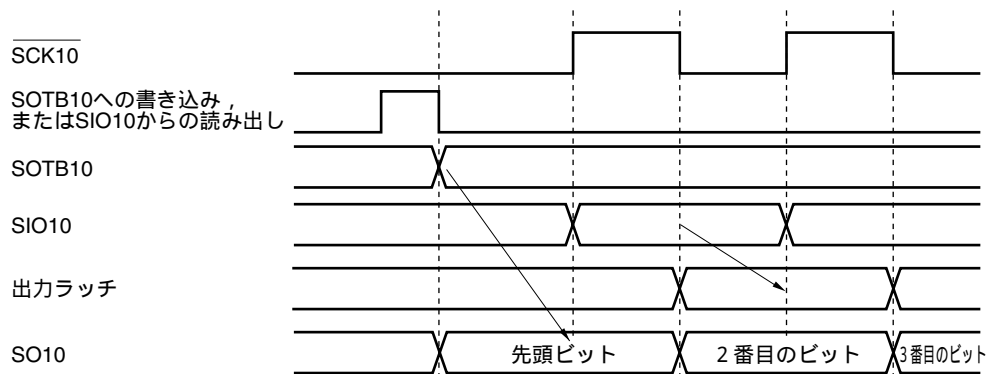 SCK10
SOTB10への書き込み，
またはSIO10からの読み出し
SOTB10
SIO10
出力ラッチ
SO10
先頭ビット
２番目のビット
3番目のビット